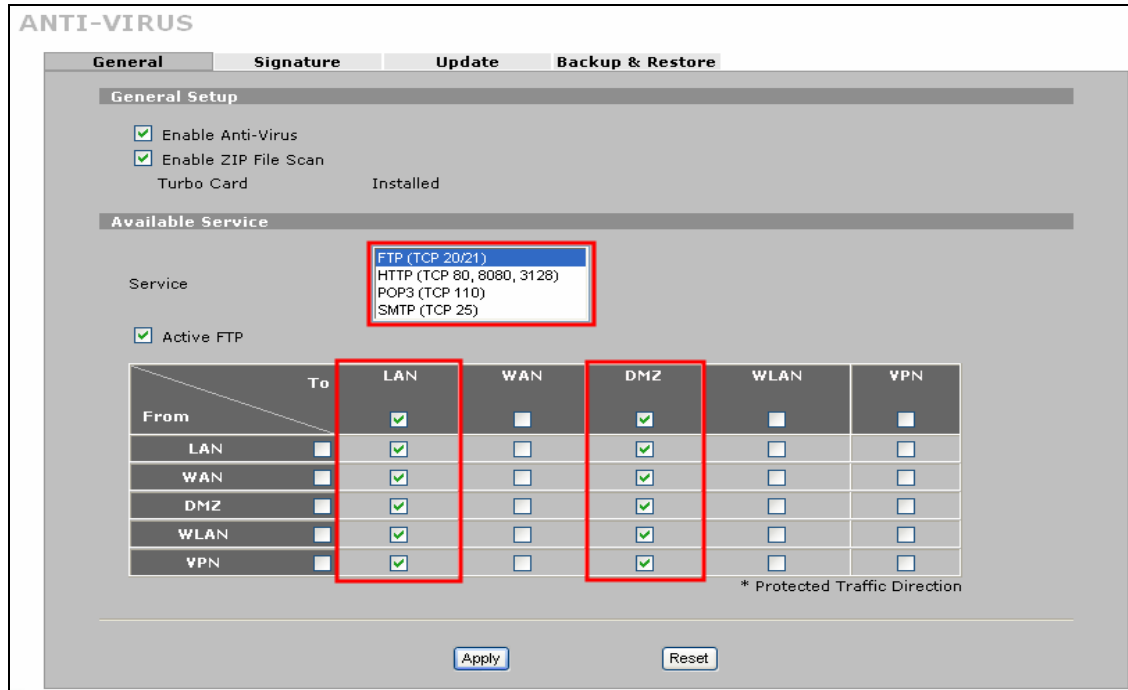 ANTI-VIRUS
General Signature Update Backup & Restore
General Setup
Enable Anti-Virus
Enable ZIP File Scan
Turbo Card Installed
Available Service
Service
FTP (TCP 20/21)
HTTP (TCP 80, 8080, 3128)
POP3 (TCP 110)
SMTP (TCP 25)
Active FTP
To LAN WAN DMZ WLAN VPN
From
LAN
WAN
DMZ
WLAN
VPN
* Protected Traffic Direction
Apply Reset